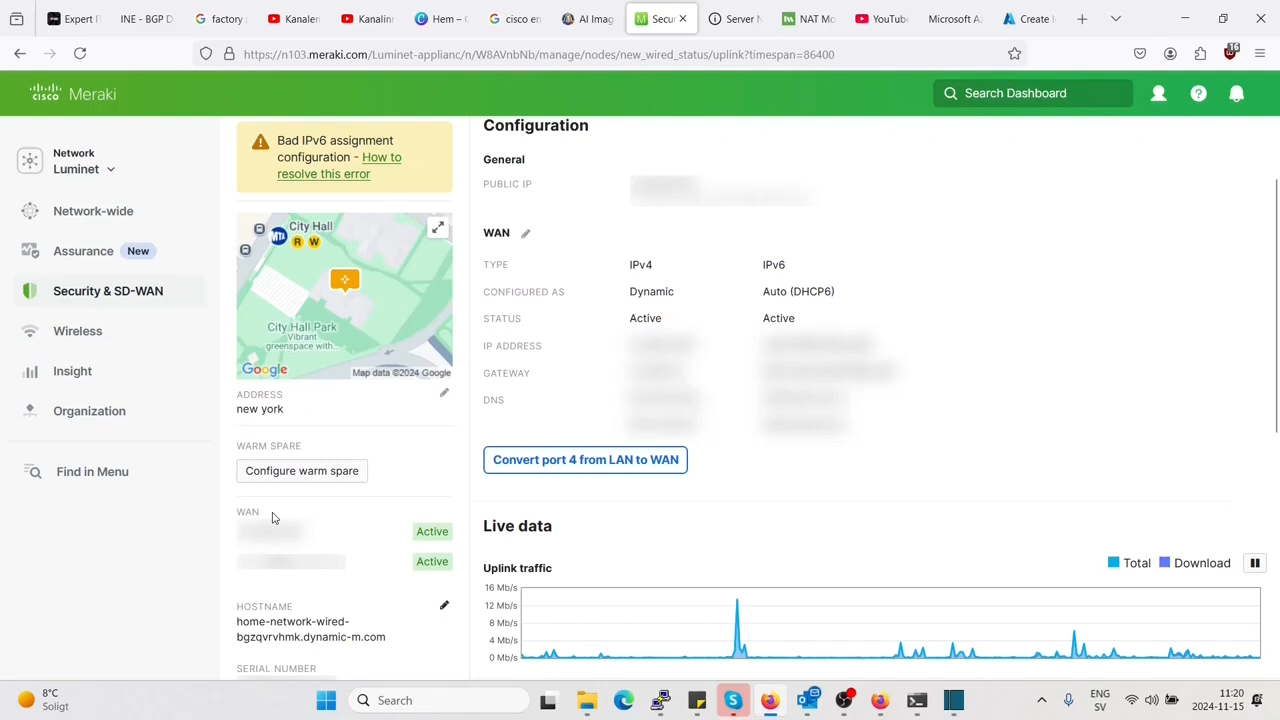 Expert I
INE - BGP D
factory
Kanalen
Kanalin
Hem –
cisco en
AI Imag
Secur
Server N
NAT Mo
YouTube
Microsoft A
Create
https://n103.meraki.com/Luminet-applianc/n/W8AVnbNb/manage/nodes/new_wired_status/uplink?timespan=86400
16
CISCO Meraki
Search Dashboard
Network
Luminet
Network-wide
Assurance New
Security & SD-WAN
Wireless
Insight
Organization
Find in Menu
Bad IPv6 assignment
configuration - How to
resolve this error
City Hall
MTA
R W
City Hall Park
Vibrant
greenspace with...
Google
Map data ©2024 Google
ADDRESS
new york
WARM SPARE
Configure warm spare
WAN
Active
Active
HOSTNAME
home-network-wired-
bgzqvrvhmk.dynamic-m.com
SERIAL NUMBER
Configuration
General
PUBLIC IP
WAN
TYPE IPv4 IPv6
CONFIGURED AS Dynamic Auto (DHCP6)
STATUS Active Active
IP ADDRESS
GATEWAY
DNS
Convert port 4 from LAN to WAN
Live data
Uplink traffic
Total Download
16 Mb/s
12 Mb/s
8 Mb/s
4 Mb/s
0 Mb/s
8°C
Soligt
Search
ENG
SV
11:20
2024-11-15